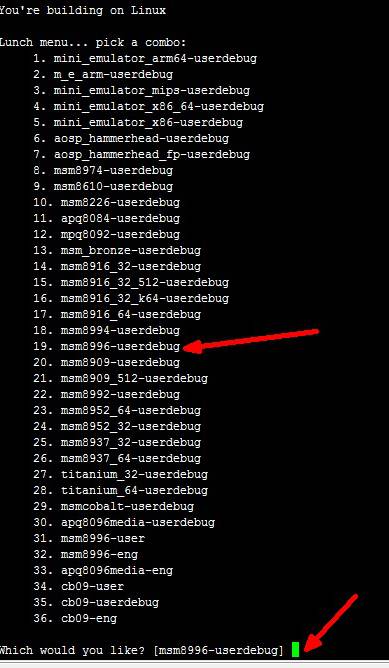 You're building on Linux
Lunch menu... pick a combo:
1. mini_emulator_arm64-userdebug
2. m_e_arm-userdebug
3. mini_emulator_mips-userdebug
4. mini_emulator_x86_64-userdebug
5. mini_emulator_x86-userdebug
6. aosp_hammerhead-userdebug
7. aosp_hammerhead_fp-userdebug
8. msm8974-userdebug
9. msm8610-userdebug
10. msm8226-userdebug
11. apq8084-userdebug
12. mpq8092-userdebug
13. msm_bronze-userdebug
14. msm8916_32-userdebug
15. msm8916_32_512-userdebug
16. msm8916_32_k64-userdebug
17. msm8916_64-userdebug
18. msm8994-userdebug
19. msm8996-userdebug
20. msm8909-userdebug
21. msm8909_512-userdebug
22. msm8992-userdebug
23. msm8952_64-userdebug
24. msm8952_32-userdebug
25. msm8937_32-userdebug
26. msm8937_64-userdebug
27. titanium_32-userdebug
28. titanium_64-userdebug
29. msmcobalt-userdebug
30. apq8096media-userdebug
31. msm8996-user
32. msm8996-eng
33. apq8096media-eng
34. cb09-user
35. cb09-userdebug
36. cb09-eng
Which would you like? [msm8996-userdebug]